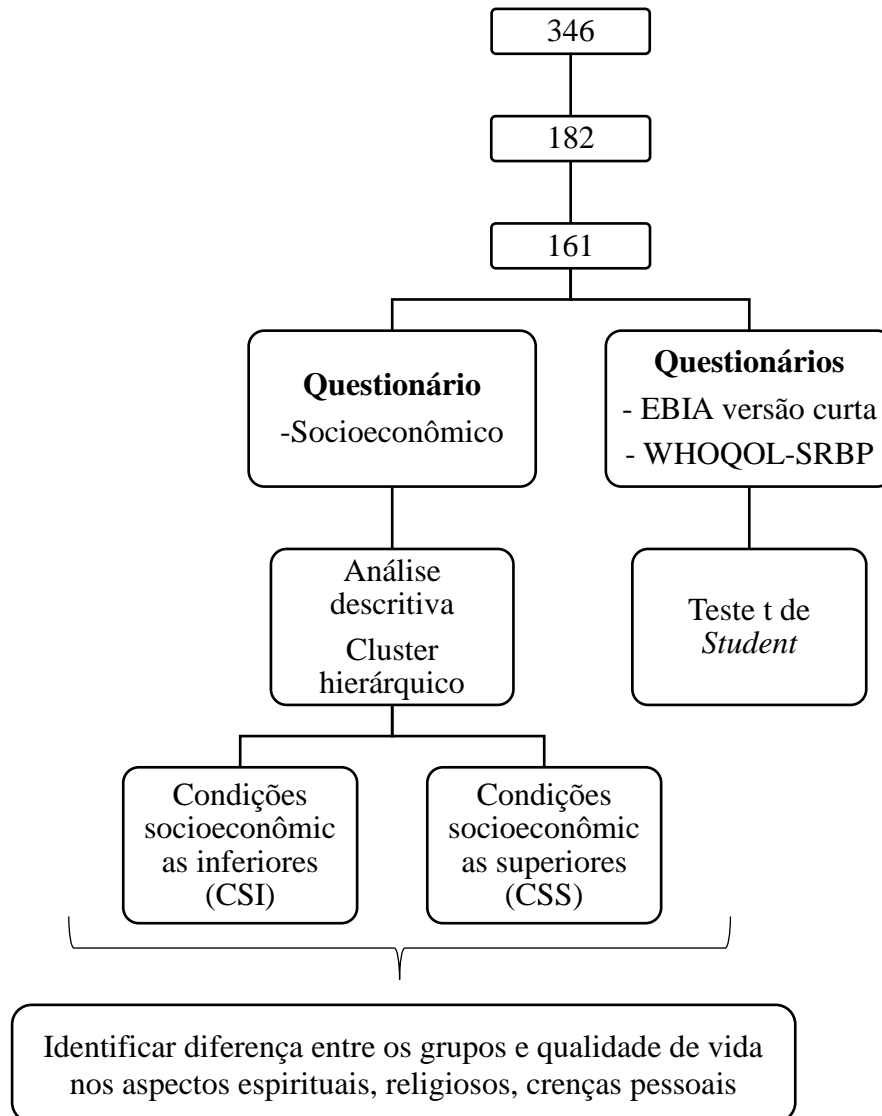 346
182
161
Questionário
-Socioeconômico
Questionários
- EBIA versão curta
- WHOQOL-SRBP
Análise
descritiva
Cluster
hierárquico
Teste t de
Student
Condições
socioeconômic
as inferiores
(CSI)
Condições
socioeconômic
as superiores
(CSS)
Identificar diferença entre os grupos e qualidade de vida
nos aspectos espirituais, religiosos, crenças pessoais